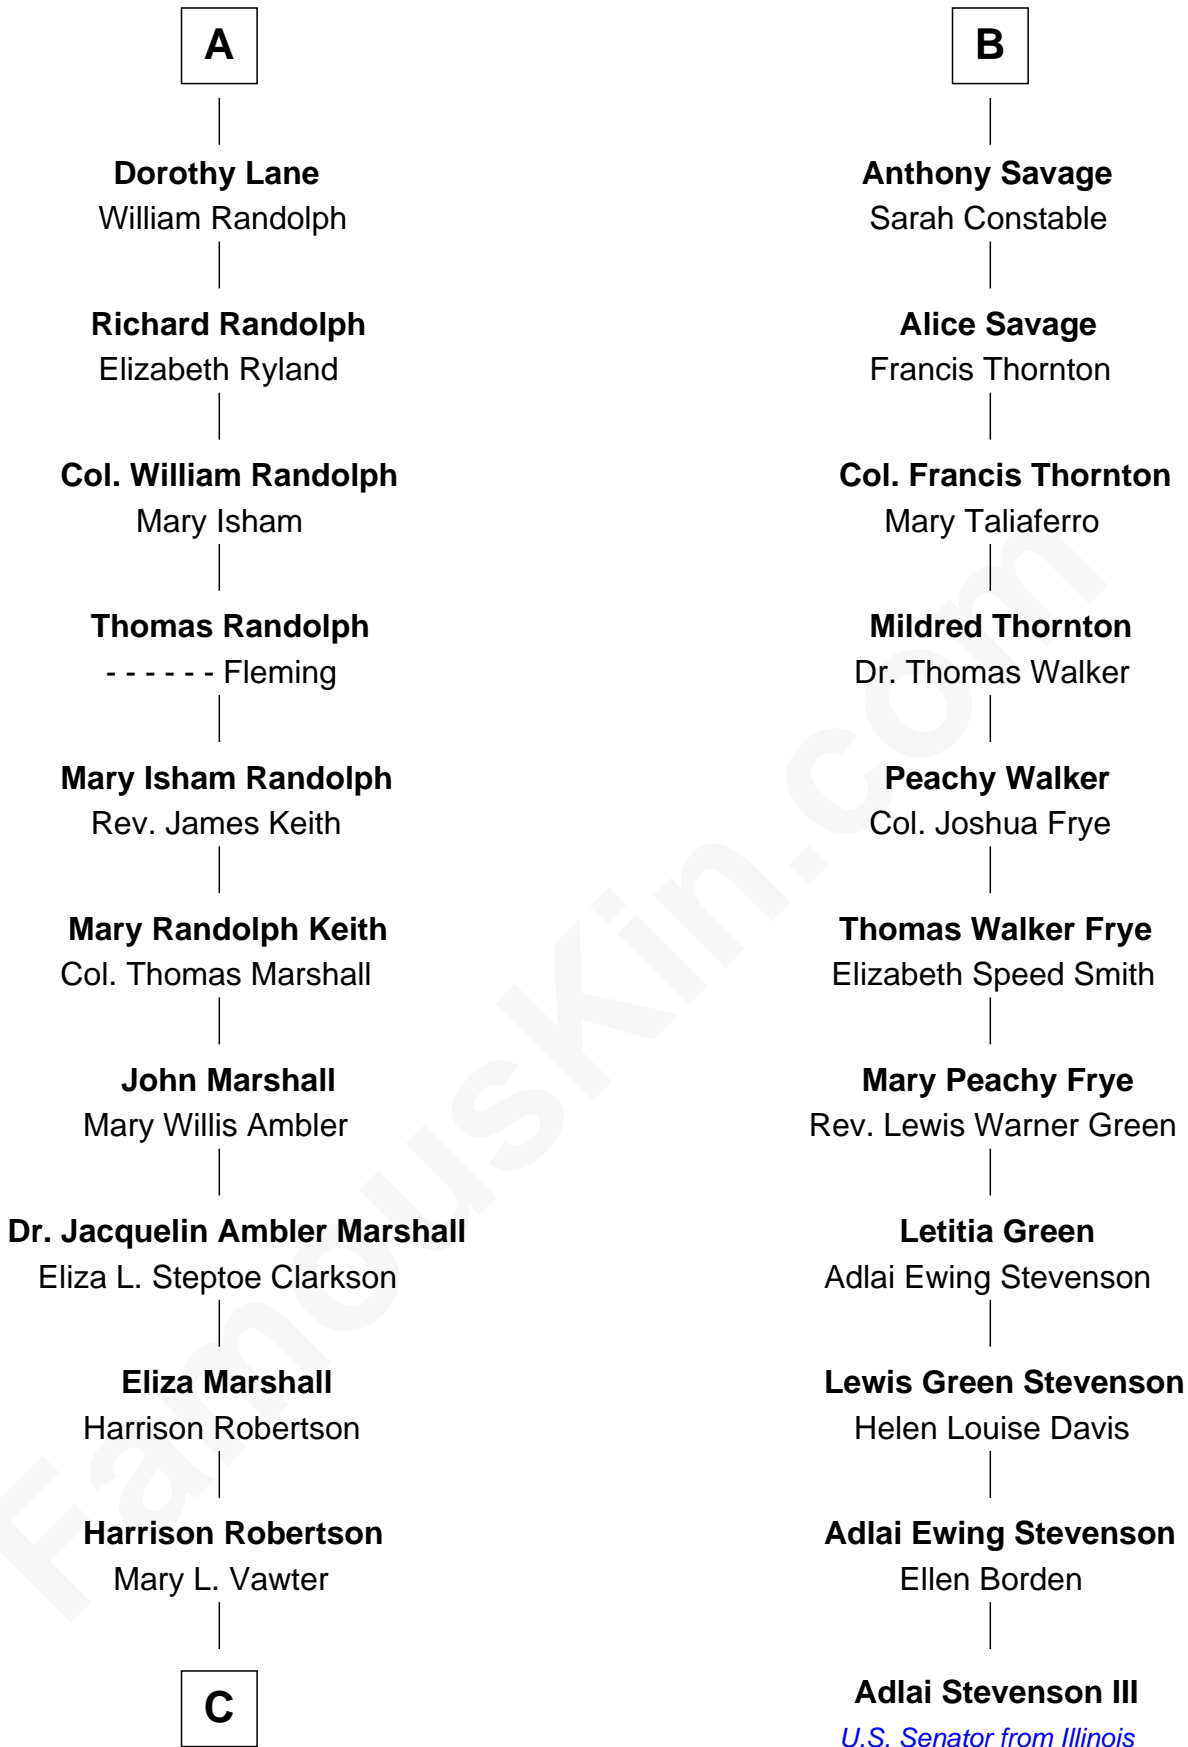 A
Dorothy Lane
William Randolph
Richard Randolph
Elizabeth Ryland
Col. William Randolph
Mary Isham
Thomas Randolph
- - - - - - Fleming
Mary Isham Randolph
Rev. James Keith
Mary Randolph Keith
Col. Thomas Marshall
John Marshall
Mary Willis Ambler
Dr. Jacquelin Ambler Marshall
Eliza L. Steptoe Clarkson
Eliza Marshall
Harrison Robertson
Harrison Robertson
Mary L. Vawter
C
B
Anthony Savage
Sarah Constable
Alice Savage
Francis Thornton
Col. Francis Thornton
Mary Taliaferro
Mildred Thornton
Dr. Thomas Walker
Peachy Walker
Col. Joshua Frye
Thomas Walker Frye
Elizabeth Speed Smith
Mary Peachy Frye
Rev. Lewis Warner Green
Letitia Green
Adlai Ewing Stevenson
Lewis Green Stevenson
Helen Louise Davis
Adlai Ewing Stevenson
Ellen Borden
Adlai Stevenson III
U.S. Senator from Illinois
FamousKin.com